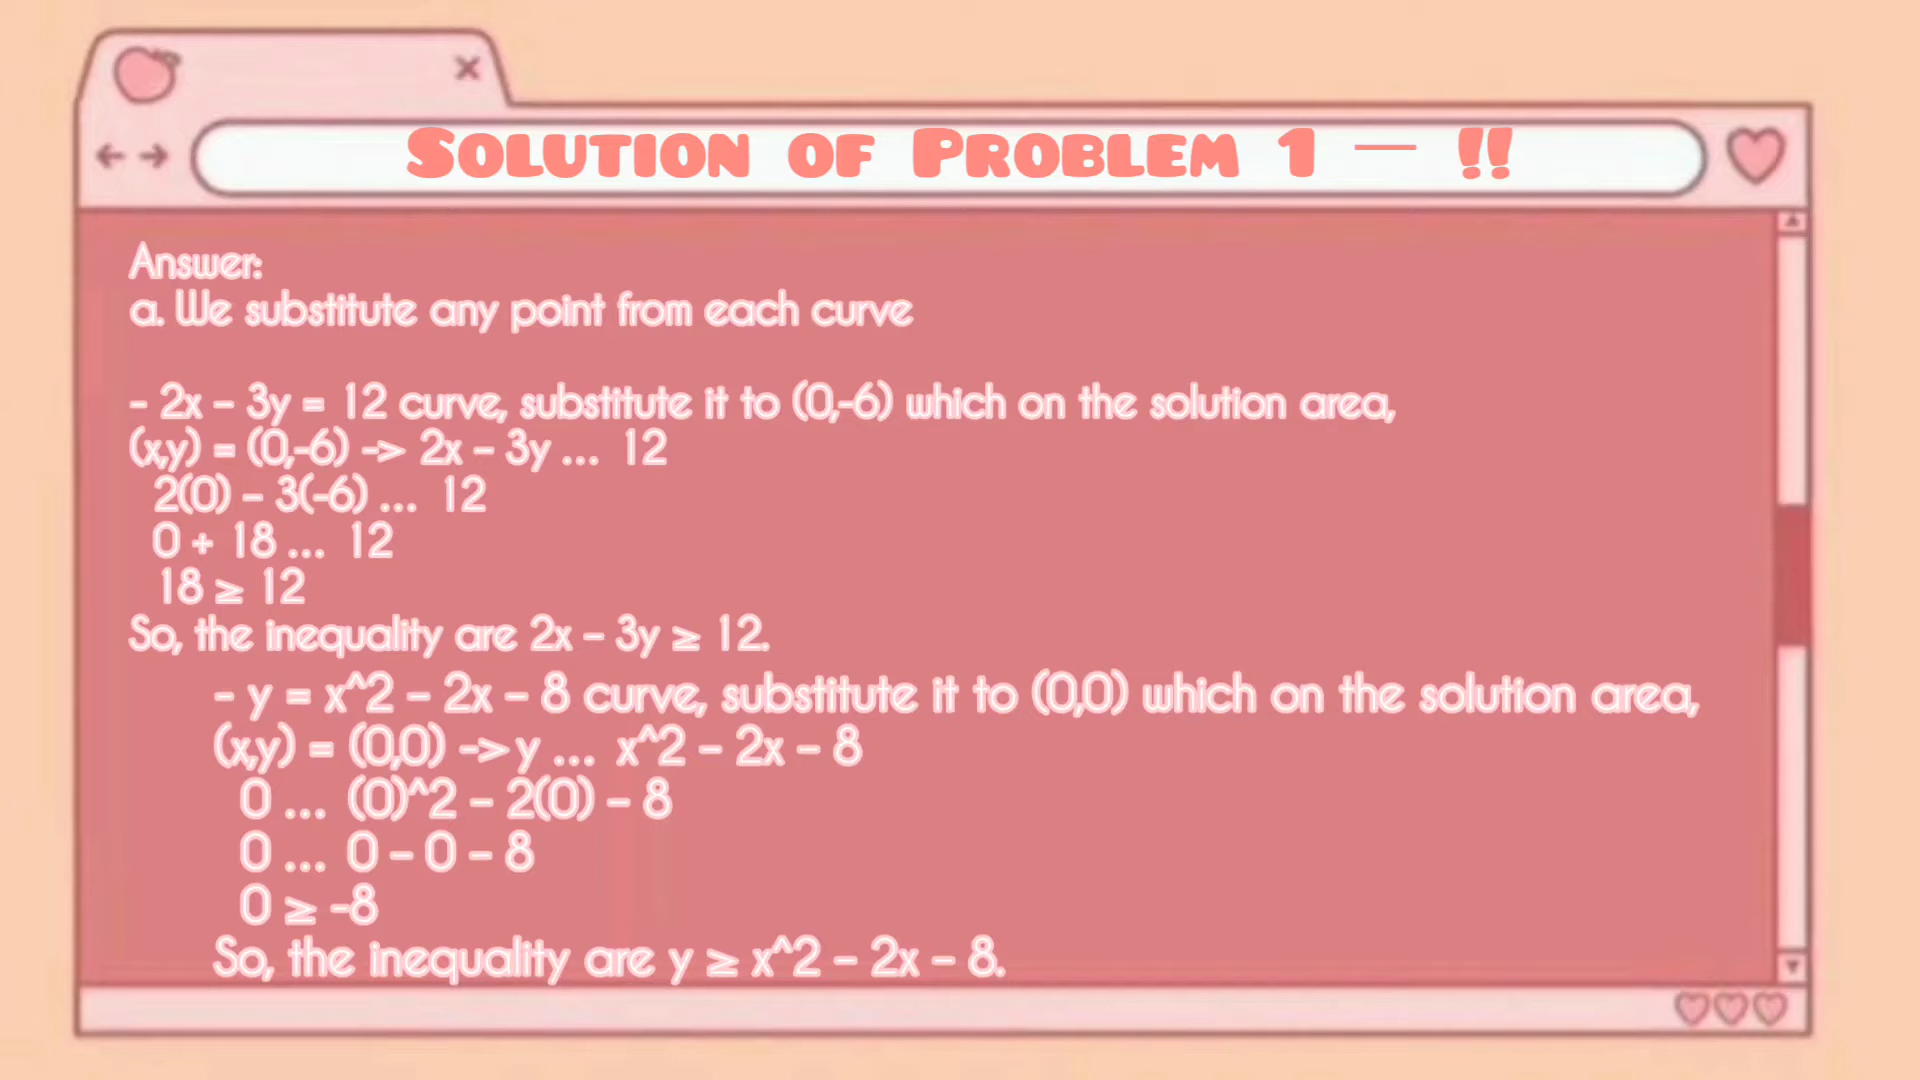 Solution of Problem 1 — !!
Answer:
a. We substitute any point from each curve
- 2x - 3y = 12 curve, substitute it to (0,-6) which on the solution area,
(x,y) = (0,-6) -> 2x - 3y ... 12
2(0) - 3(-6) ... 12
0 + 18 ... 12
18 ≥ 12
So, the inequality are 2x - 3y ≥ 12.
- y = x^2 - 2x - 8 curve, substitute it to (0,0) which on the solution area,
(x,y) = (0,0) -> y ... x^2 - 2x - 8
0 ... (0)^2 - 2(0) - 8
0 ... 0 - 0 - 8
0 ≥ -8
So, the inequality are y ≥ x^2 - 2x - 8.